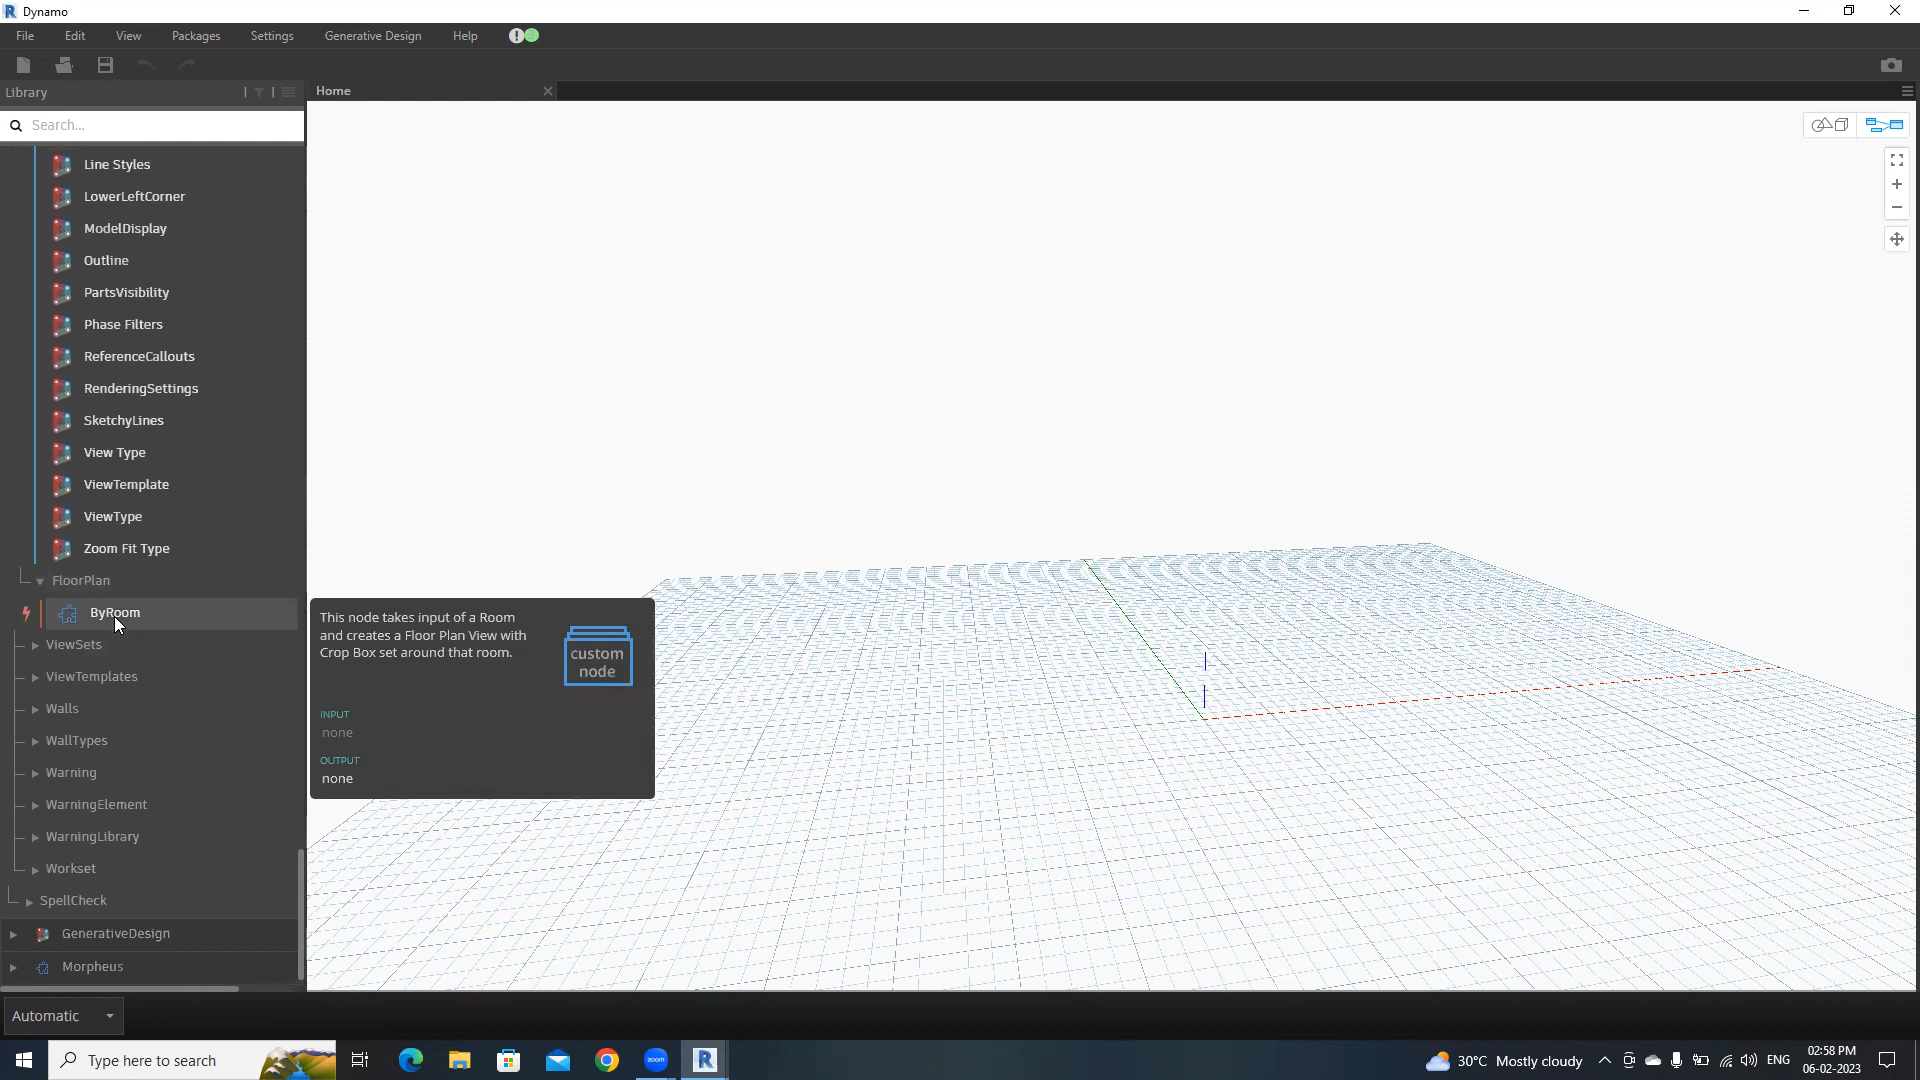 Dynamo
File Edit View Packages Settings Generative Design Help
Library
Home
Search...
Line Styles
LowerLeftCorner
ModelDisplay
Outline
PartsVisibility
Phase Filters
ReferenceCallouts
RenderingSettings
SketchyLines
View Type
ViewTemplate
ViewType
Zoom Fit Type
FloorPlan
ByRoom
ViewSets
ViewTemplates
Walls
WallTypes
Warning
WarningElement
WarningLibrary
Workset
SpellCheck
GenerativeDesign
Morpheus
This node takes input of a Room
and creates a Floor Plan View with
Crop Box set around that room.
custom
node
INPUT
none
OUTPUT
none
Automatic
Type here to search
zoom
R
30°C Mostly cloudy
ENG
02:58 PM
06-02-2023